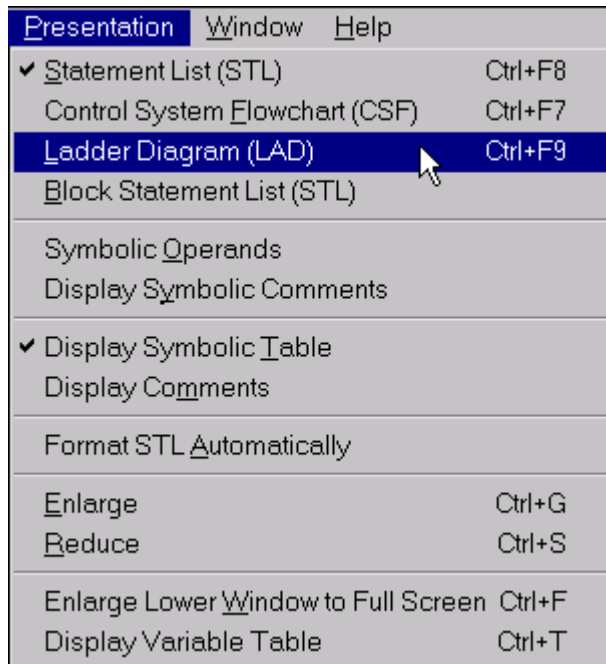 Presentation Window Help
✔ Statement List (STL) Ctrl+F8
Control System Flowchart (CSF) Ctrl+F7
Ladder Diagram (LAD) Ctrl+F9
Block Statement List (STL)
Symbolic Operands
Display Symbolic Comments
✔ Display Symbolic Table
Display Comments
Format STL Automatically
Enlarge Ctrl+G
Reduce Ctrl+S
Enlarge Lower Window to Full Screen Ctrl+F
Display Variable Table Ctrl+T